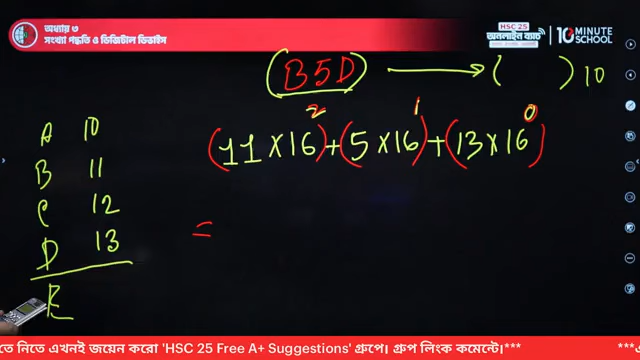 অধ্যায় ৩
সংখ্যা পদ্ধতি ও ডিজিটাল ডিভাইস
HSC 25
অনলাইন ব্যাচ
10 MINUTE SCHOOL
(B5D) → ( )10
(11×16²)+(5×16¹)+(13×16⁰)
=
A 10
B 11
C 12
D 13
E
তে নিতে এখনই জয়েন করো 'HSC 25 Free A+ Suggestions' গ্রুপে। গ্রুপ লিংক কমেন্টে।***
***এ